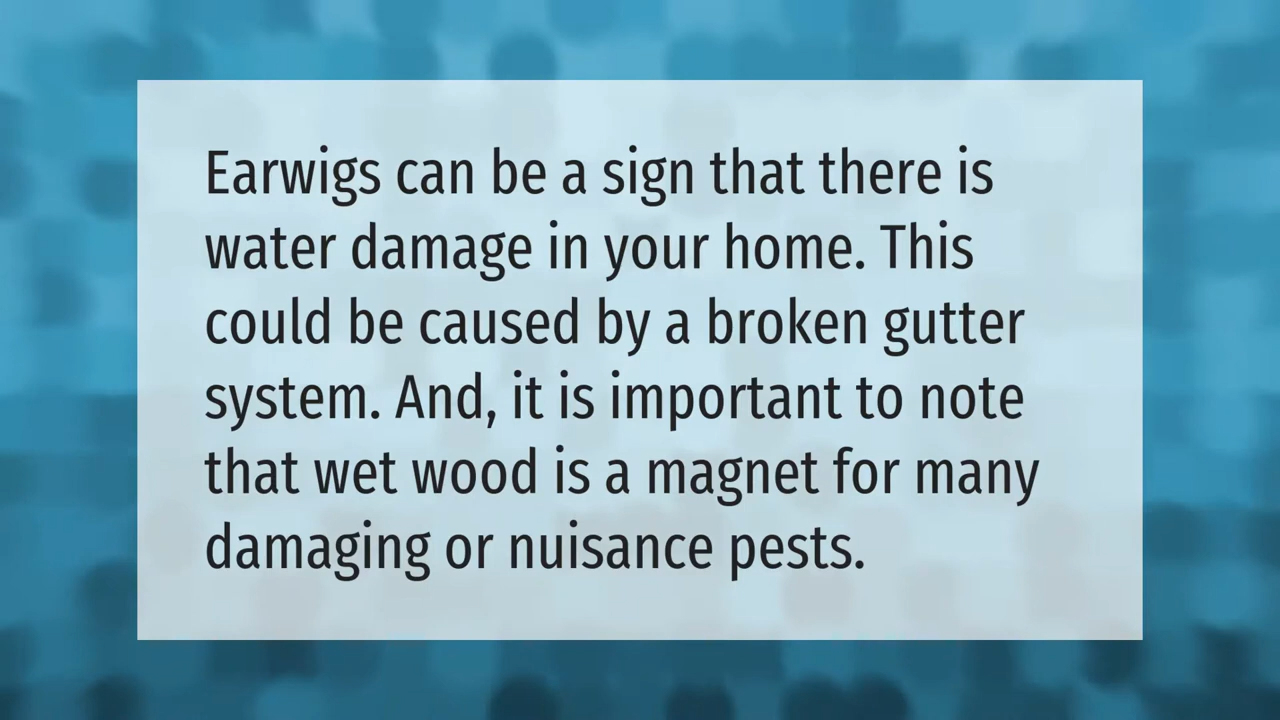 Earwigs can be a sign that there is
water damage in your home. This
could be caused by a broken gutter
system. And, it is important to note
that wet wood is a magnet for many
damaging or nuisance pests.